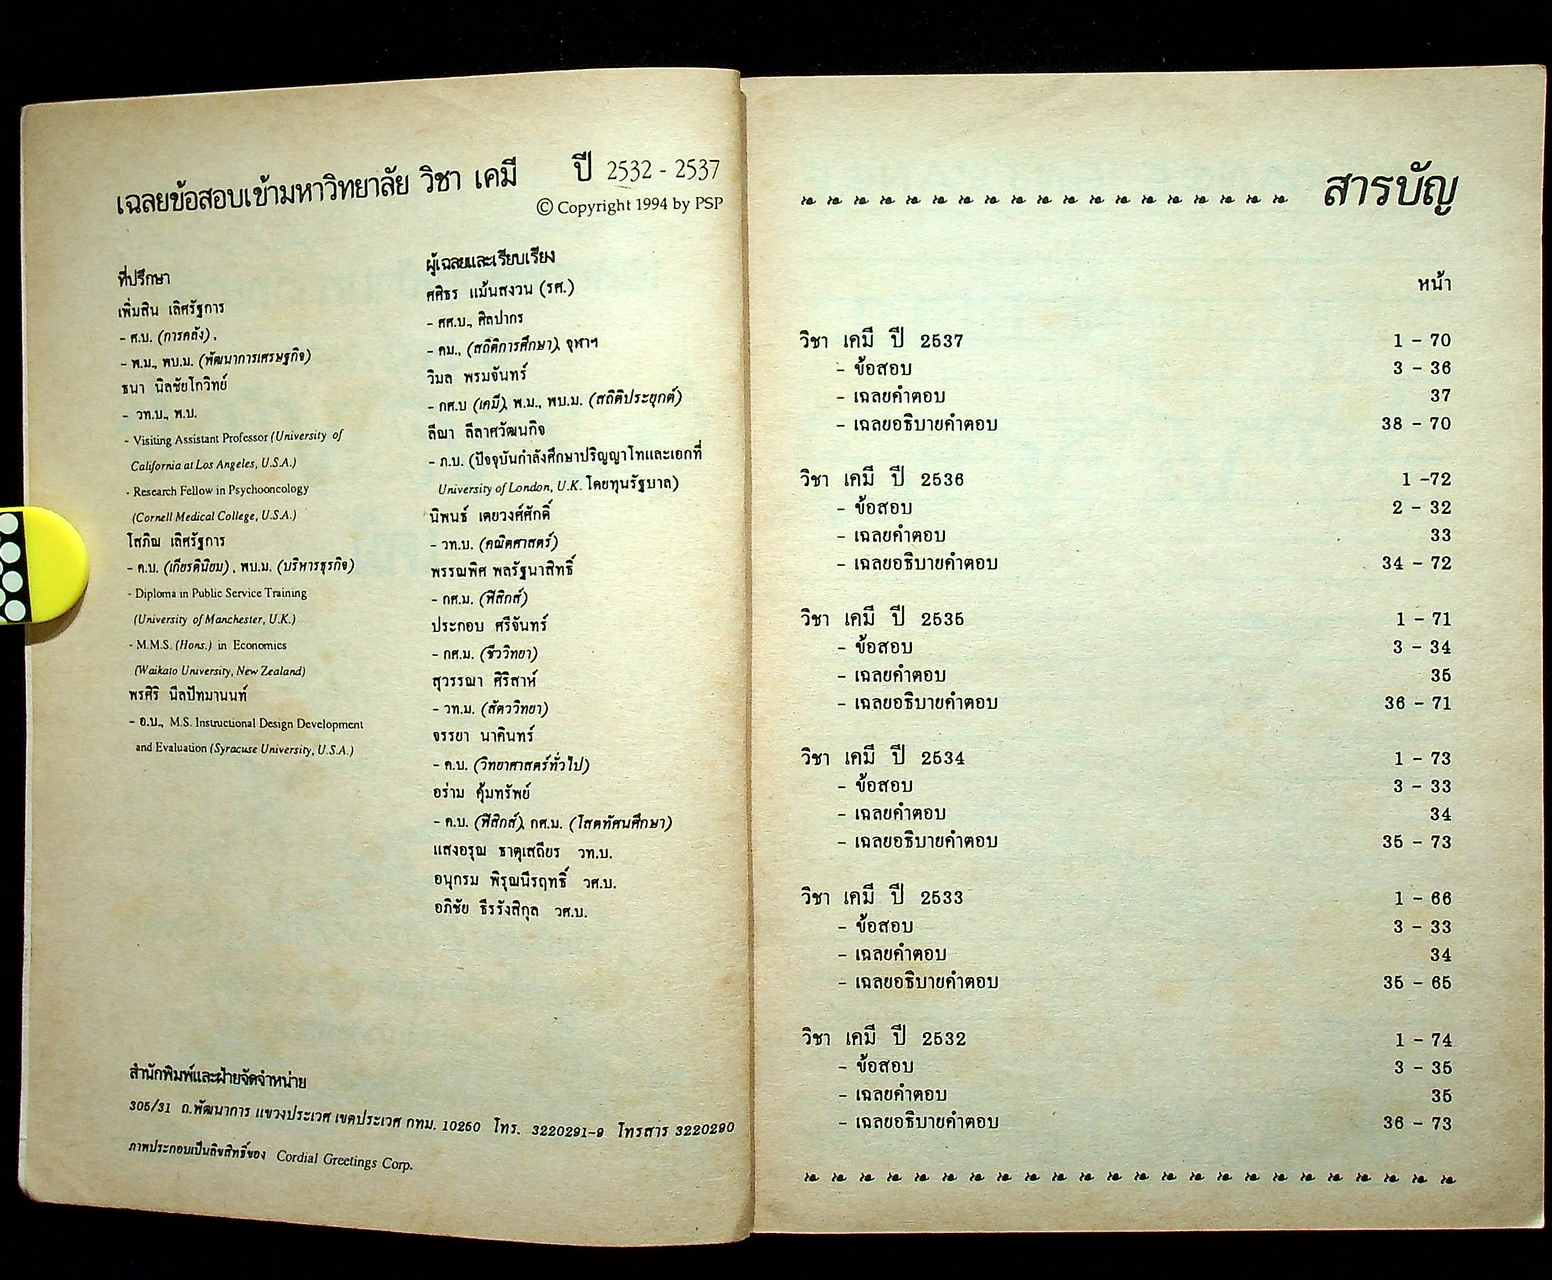 เฉลยข้อสอบเข้ามหาวิทยาลัย วิชา เคมี ปี 2532 - 2537
© Copyright 1994 by PSP
ที่ปรึกษา
เพิ่มสิน เลิศรัฐการ
- ศ.บ. (การคลัง),
- พ.ม., พบ.ม. (พัฒนาการเศรษฐกิจ)
ธนา นิลชัยโกวิทย์
- วท.บ., พ.บ.
- Visiting Assistant Professor (University of
California at Los Angeles, U.S.A.)
- Research Fellow in Psychooncology
(Cornell Medical College, U.S.A.)
โสภิณ เลิศรัฐการ
- ค.บ. (เกียรตินิยม), พบ.ม. (บริหารธุรกิจ)
- Diploma in Public Service Training
(University of Manchester, U.K.)
- M.M.S. (Hons.) in Economics
(Waikato University, New Zealand)
พรศิริ นีลปัทมานนท์
- อ.บ., M.S. Instructional Design Development
and Evaluation (Syracuse University, U.S.A.)
ผู้เฉลยและเรียบเรียง
ศศิธร แม้นสงวน (รศ.)
- ศศ.บ., ศิลปากร
- คม., (สถิติการศึกษา), จุฬาฯ
วิมล พรมจันทร์
- กศ.บ (เคมี), พ.ม., พบ.ม. (สถิติประยุกต์)
ลีณา ลีลาศวัฒนกิจ
- ภ.บ. (ปัจจุบันกำลังศึกษาปริญญาโทและเอกที่
University of London, U.K. โดยทุนรัฐบาล)
นิพนธ์ เตยวงศ์ศักดิ์
- วท.บ. (คณิตศาสตร์)
พรรณพิศ พลรัฐนาสิทธิ์
- กศ.ม. (ฟิสิกส์)
ประกอบ ศรีจันทร์
- กศ.ม. (ชีววิทยา)
สุวรรณา ศิริสาห์
- วท.ม. (สัตววิทยา)
จรรยา นาคินทร์
- ค.บ. (วิทยาศาสตร์ทั่วไป)
อร่าม คุ้มทรัพย์
- ค.บ. (ฟิสิกส์), กศ.ม. (โสตทัศนศึกษา)
แสงอรุณ ธาตุเสถียร วท.บ.
อนุกรม พิรุฒนีรฤทธิ์ วศ.บ.
อภิชัย ธีรรังสิกุล วศ.บ.
สำนักพิมพ์และฝ่ายจัดจำหน่าย
305/31 ถ.พัฒนาการ แขวงประเวศ เขตประเวศ กทม. 10250 โทร. 3220291-9 โทรสาร 3220290
ภาพประกอบเป็นลิขสิทธิ์ของ Cordial Greetings Corp.
สารบัญ
หน้า
วิชา เคมี ปี 2537 1 - 70
- ข้อสอบ 3 - 36
- เฉลยคำตอบ 37
- เฉลยอธิบายคำตอบ 38 - 70
วิชา เคมี ปี 2536 1 -72
- ข้อสอบ 2 - 32
- เฉลยคำตอบ 33
- เฉลยอธิบายคำตอบ 34 - 72
วิชา เคมี ปี 2535 1 - 71
- ข้อสอบ 3 - 34
- เฉลยคำตอบ 35
- เฉลยอธิบายคำตอบ 36 - 71
วิชา เคมี ปี 2534 1 - 73
- ข้อสอบ 3 - 33
- เฉลยคำตอบ 34
- เฉลยอธิบายคำตอบ 35 - 73
วิชา เคมี ปี 2533 1 - 66
- ข้อสอบ 3 - 33
- เฉลยคำตอบ 34
- เฉลยอธิบายคำตอบ 35 - 65
วิชา เคมี ปี 2532 1 - 74
- ข้อสอบ 3 - 35
- เฉลยคำตอบ 35
- เฉลยอธิบายคำตอบ 36 - 73